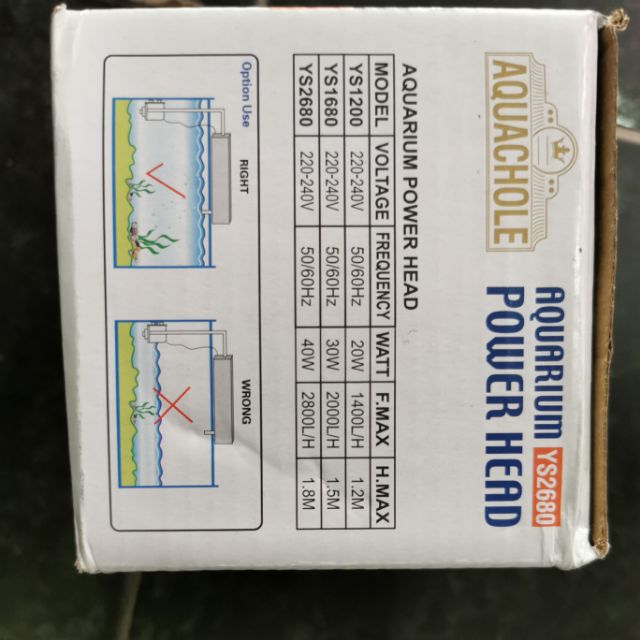 AQUACHOLE
AQUARIUM YS2680
POWER HEAD
AQUARIUM POWER HEAD
MODEL VOLTAGE FREQUENCY WATT F.MAX H.MAX
YS1200 220-240V 50/60Hz 20W 1400L/H 1.2M
YS1680 220-240V 50/60Hz 30W 2000L/H 1.5M
YS2680 220-240V 50/60Hz 40W 2800L/H 1.8M
Option Use
RIGHT WRONG